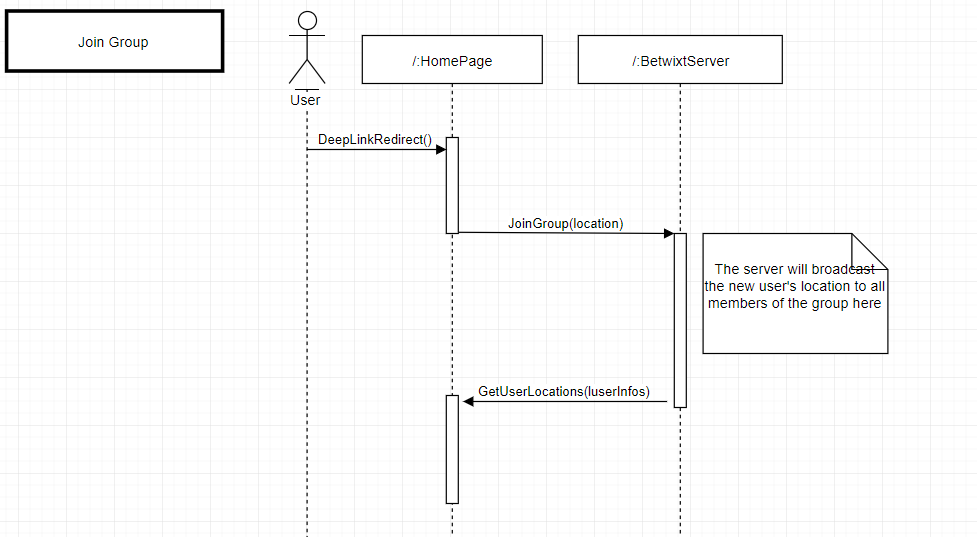 Join Group
/:HomePage
/:BetwixtServer
User
DeepLinkRedirect()
JoinGroup(location)
The server will broadcast
the new user's location to all
members of the group here
GetUserLocations(IuserInfos)